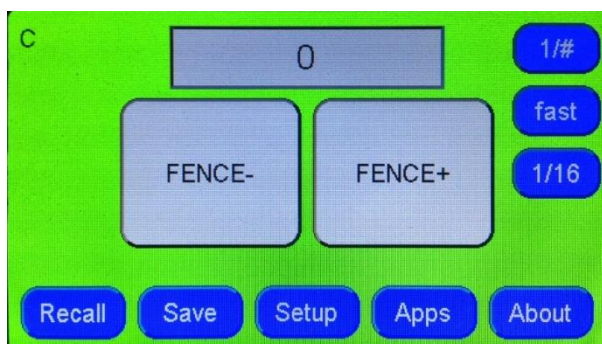 C
0
1/#
fast
FENCE-
FENCE+
1/16
Recall
Save
Setup
Apps
About